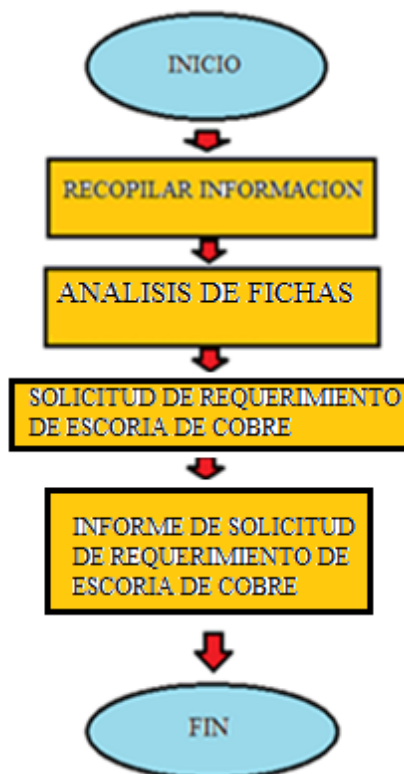 INICIO
RECOPILAR INFORMACION
ANALISIS DE FICHAS
SOLICITUD DE REQUERIMIENTO
DE ESCORIA DE COBRE
INFORME DE SOLICITUD
DE REQUERIMIENTO DE
ESCORIA DE COBRE
FIN